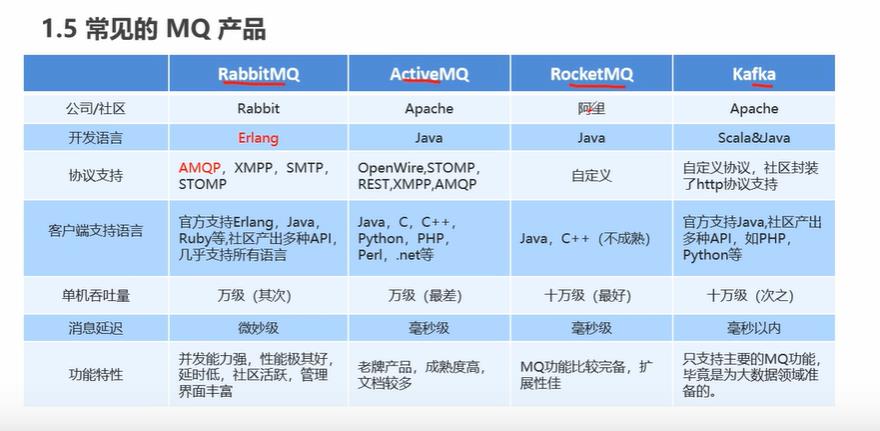 1.5 常见的 MQ 产品
RabbitMQ ActiveMQ RocketMQ Kafka
公司/社区 Rabbit Apache 阿里 Apache
开发语言 Erlang Java Java Scala&Java
协议支持
AMQP，XMPP，SMTP，
STOMP
OpenWire,STOMP，
REST,XMPP,AMQP
自定义
自定义协议，社区封装
了http协议支持
客户端支持语言
官方支持Erlang，Java，
Ruby等,社区产出多种API，
几乎支持所有语言
Java，C，C++，
Python，PHP，
Perl，.net等
Java，C++（不成熟）
官方支持Java,社区产出
多种API，如PHP，
Python等
单机吞吐量 万级（其次） 万级（最差） 十万级（最好） 十万级（次之）
消息延迟 微妙级 毫秒级 毫秒级 毫秒以内
功能特性
并发能力强，性能极其好，
延时低，社区活跃，管理
界面丰富
老牌产品，成熟度高，
文档较多
MQ功能比较完备，扩
展性佳
只支持主要的MQ功能，
毕竟是为大数据领域准
备的。